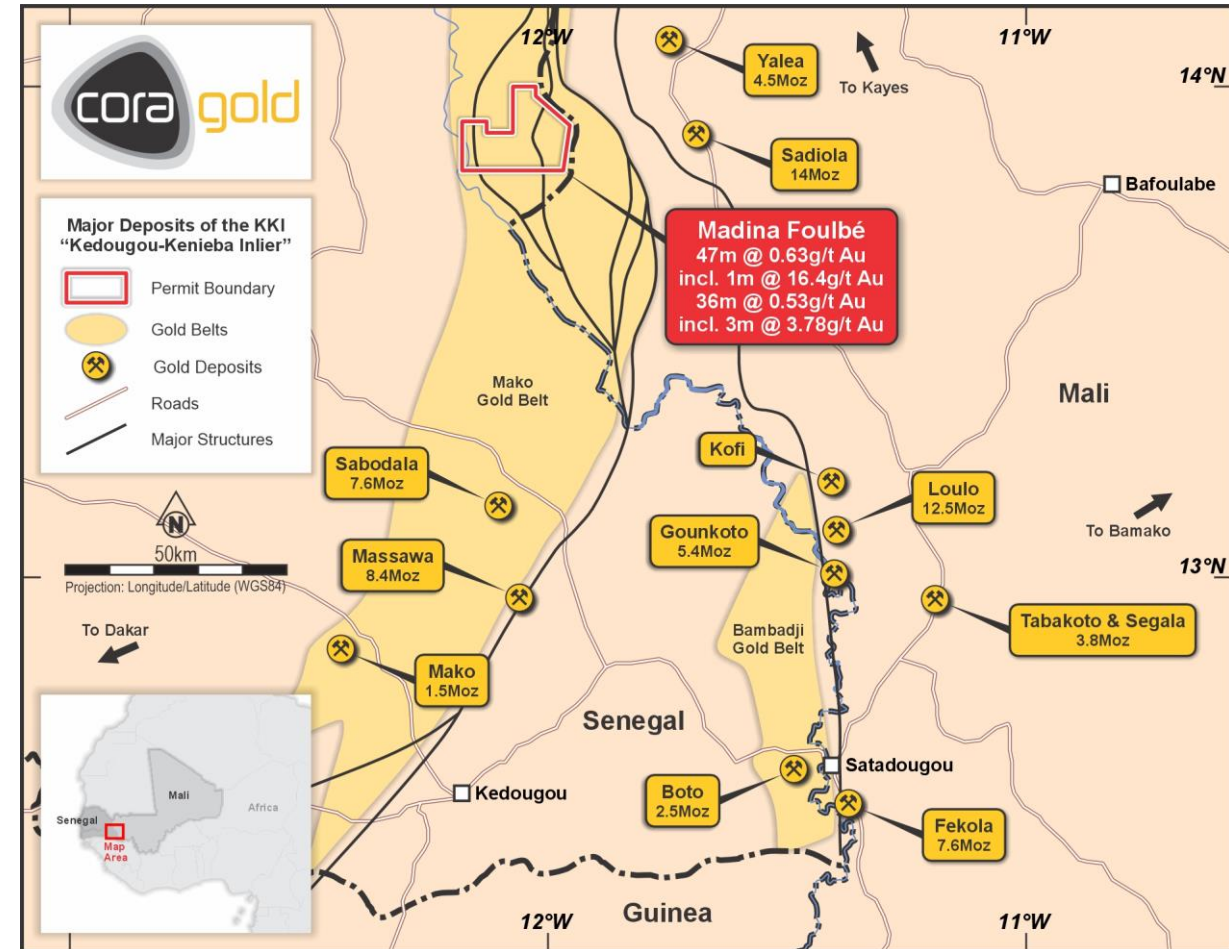 cora gold
Major Deposits of the KKI
“Kedougou-Kenieba Inlier”
Permit Boundary
Gold Belts
Gold Deposits
Roads
Major Structures
N
50km
Projection: Longitude/Latitude (WGS84)
To Dakar
Senegal
Mali
Africa
Map
Area
12°W
11°W
14°N
Yalea
4.5Moz
To Kayes
Sadiola
14Moz
Bafoulabe
Madina Foulbé
47m @ 0.63g/t Au
incl. 1m @ 16.4g/t Au
36m @ 0.53g/t Au
incl. 3m @ 3.78g/t Au
Mako
Gold Belt
Mali
Sabodala
7.6Moz
Kofi
Loulo
12.5Moz
To Bamako
Gounkoto
5.4Moz
Massawa
8.4Moz
13°N
Tabakoto & Segala
3.8Moz
Bambadji
Gold Belt
Mako
1.5Moz
Senegal
Satadougou
Boto
2.5Moz
Kedougou
Fekola
7.6Moz
Guinea
12°W
11°W